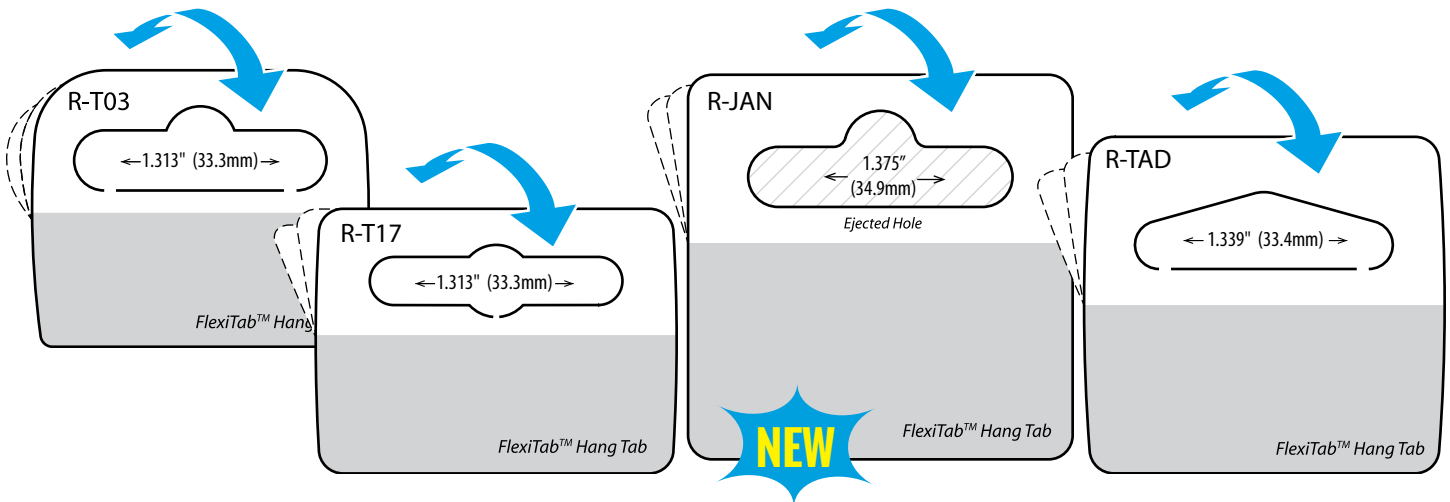 R-T03
1.313" (33.3mm)
FlexiTab™ Hang
R-T17
1.313" (33.3mm)
FlexiTab™ Hang Tab
R-JAN
1.375”
(34.9mm)
Ejected Hole
FlexiTab™ Hang Tab
NEW
R-TAD
1.339" (33.4mm)
FlexiTab™ Hang Tab